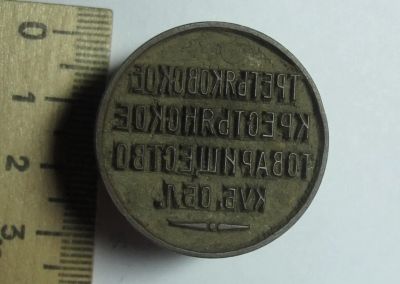 ТРЕТЬЯКОВСКОЕ
КРЕСТЬЯНСКОЕ
ТОВАРИЩЕСТВО
КУБ. ОБЛ.
0
1
2
3